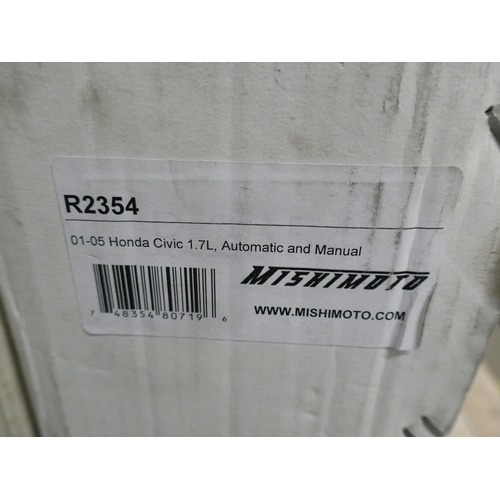 R2354
01-05 Honda Civic 1.7L, Automatic and Manual
MISHIMOTO
7 48354 80719 6
WWW.MISHIMOTO.COM